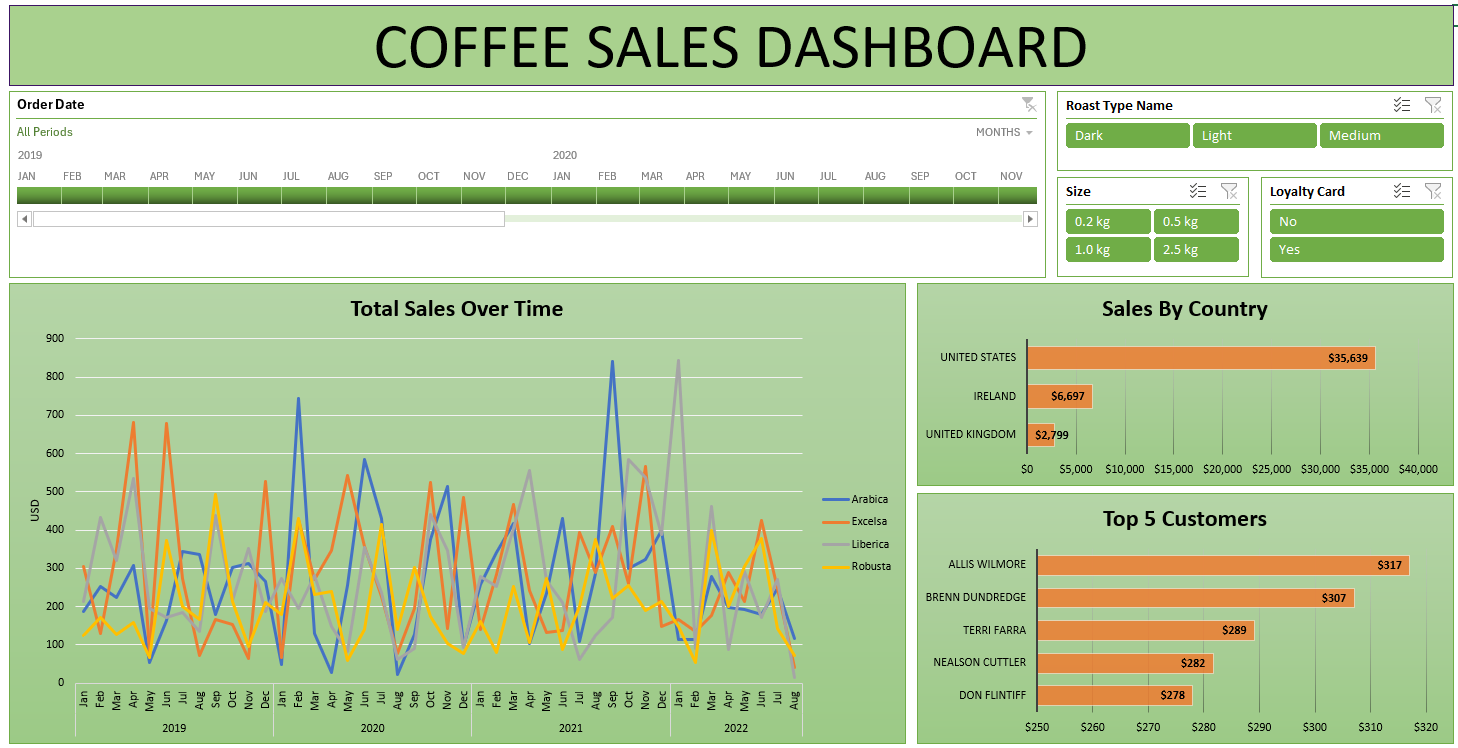 COFFEE SALES DASHBOARD
Order Date
All Periods
MONTHS
2019 2020
JAN FEB MAR APR MAY JUN JUL AUG SEP OCT NOV DEC JAN FEB MAR APR MAY JUN JUL AUG SEP OCT NOV
Roast Type Name
Dark Light Medium
Size
0.2 kg 0.5 kg
1.0 kg 2.5 kg
Loyalty Card
No
Yes
Total Sales Over Time
USD
900
800
700
600
500
400
300
200
100
0
Jan Feb Mar Apr May Jun Jul Aug Sep Oct Nov Dec Jan Feb Mar Apr May Jun Jul Aug Sep Oct Nov Dec Jan Feb Mar Apr May Jun Jul Aug Sep Oct Nov Dec Jan Feb Mar Apr May Jun Jul Aug
2019 2020 2021 2022
Arabica
Excelsa
Liberica
Robusta
Sales By Country
UNITED STATES $35,639
IRELAND $6,697
UNITED KINGDOM $2,799
$0 $5,000 $10,000 $15,000 $20,000 $25,000 $30,000 $35,000 $40,000
Top 5 Customers
ALLIS WILMORE $317
BRENN DUNDREDGE $307
TERRI FARRA $289
NEALSON CUTTLER $282
DON FLINTIFF $278
$250 $260 $270 $280 $290 $300 $310 $320